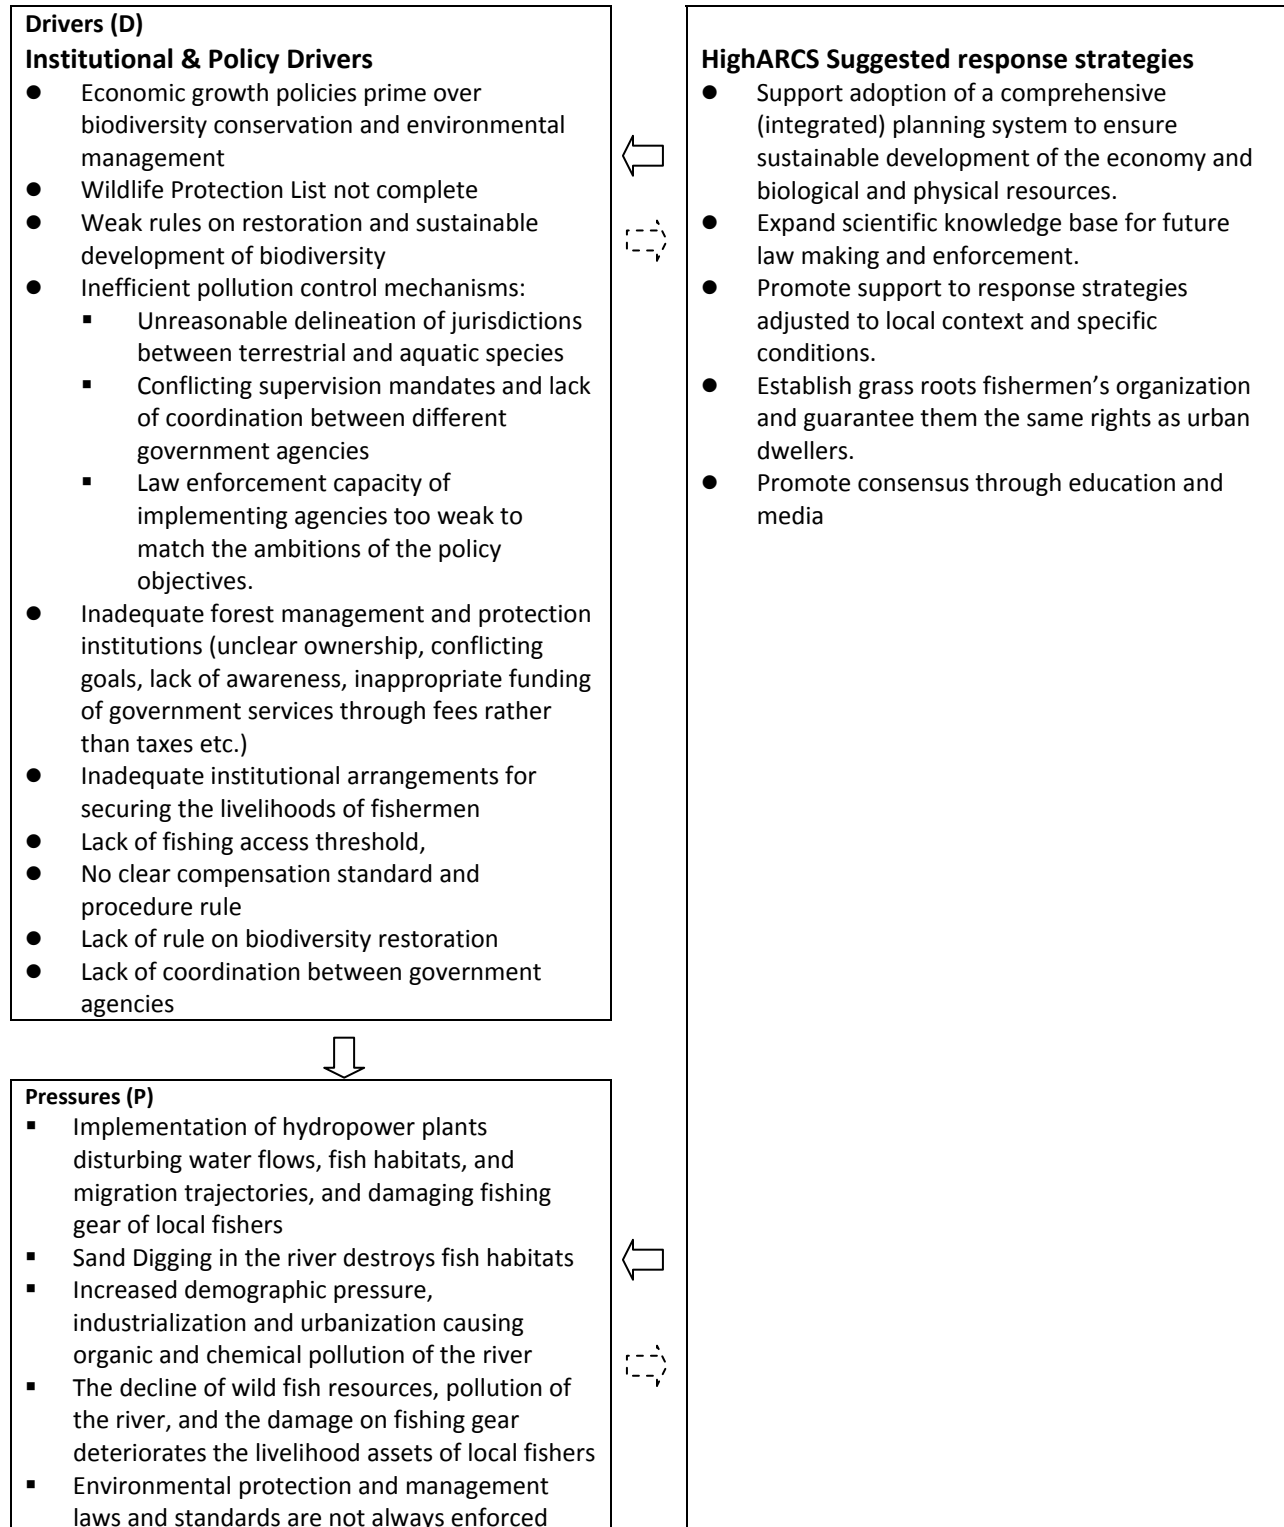 Drivers (D)
Institutional & Policy Drivers
● Economic growth policies prime over
biodiversity conservation and environmental
management
● Wildlife Protection List not complete
● Weak rules on restoration and sustainable
development of biodiversity
● Inefficient pollution control mechanisms:
▪ Unreasonable delineation of jurisdictions
between terrestrial and aquatic species
▪ Conflicting supervision mandates and lack
of coordination between different
government agencies
▪ Law enforcement capacity of
implementing agencies too weak to
match the ambitions of the policy
objectives.
● Inadequate forest management and protection
institutions (unclear ownership, conflicting
goals, lack of awareness, inappropriate funding
of government services through fees rather
than taxes etc.)
● Inadequate institutional arrangements for
securing the livelihoods of fishermen
● Lack of fishing access threshold,
● No clear compensation standard and
procedure rule
● Lack of rule on biodiversity restoration
● Lack of coordination between government
agencies
Pressures (P)
▪ Implementation of hydropower plants
disturbing water flows, fish habitats, and
migration trajectories, and damaging fishing
gear of local fishers
▪ Sand Digging in the river destroys fish habitats
▪ Increased demographic pressure,
industrialization and urbanization causing
organic and chemical pollution of the river
▪ The decline of wild fish resources, pollution of
the river, and the damage on fishing gear
deteriorates the livelihood assets of local fishers
▪ Environmental protection and management
laws and standards are not always enforced
HighARCS Suggested response strategies
● Support adoption of a comprehensive
(integrated) planning system to ensure
sustainable development of the economy and
biological and physical resources.
● Expand scientific knowledge base for future
law making and enforcement.
● Promote support to response strategies
adjusted to local context and specific
conditions.
● Establish grass roots fishermen's organization
and guarantee them the same rights as urban
dwellers.
● Promote consensus through education and
media